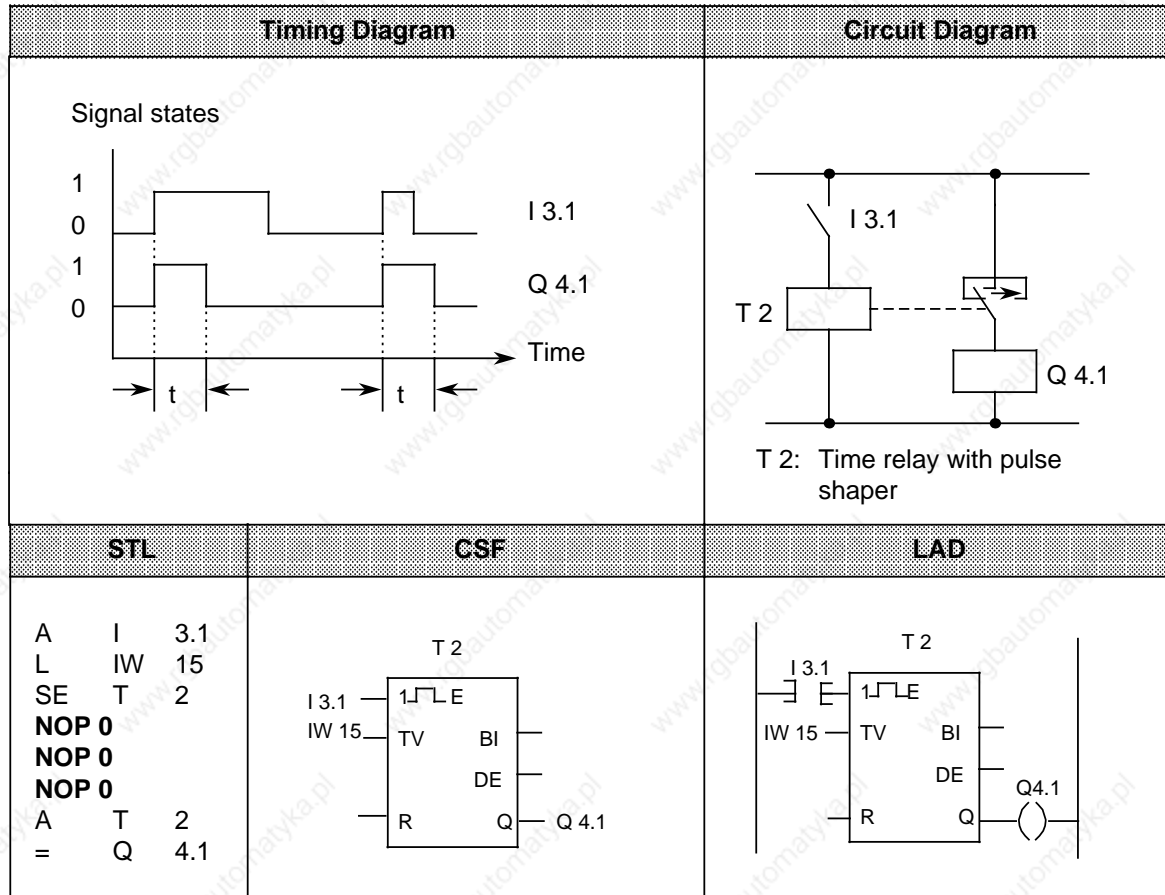 Timing Diagram
Circuit Diagram
Signal states
1
0
I 3.1
1
0
Q 4.1
Time
t
t
I 3.1
T 2
Q 4.1
T 2: Time relay with pulse
shaper
STL
CSF
LAD
A I 3.1
L IW 15
SE T 2
NOP 0
NOP 0
NOP 0
A T 2
= Q 4.1
T 2
I 3.1
1 E
IW 15
TV BI
DE
R Q
Q 4.1
T 2
I 3.1
1 E
IW 15
TV BI
DE
Q4.1
R Q
www.rgbautomatyka.pl